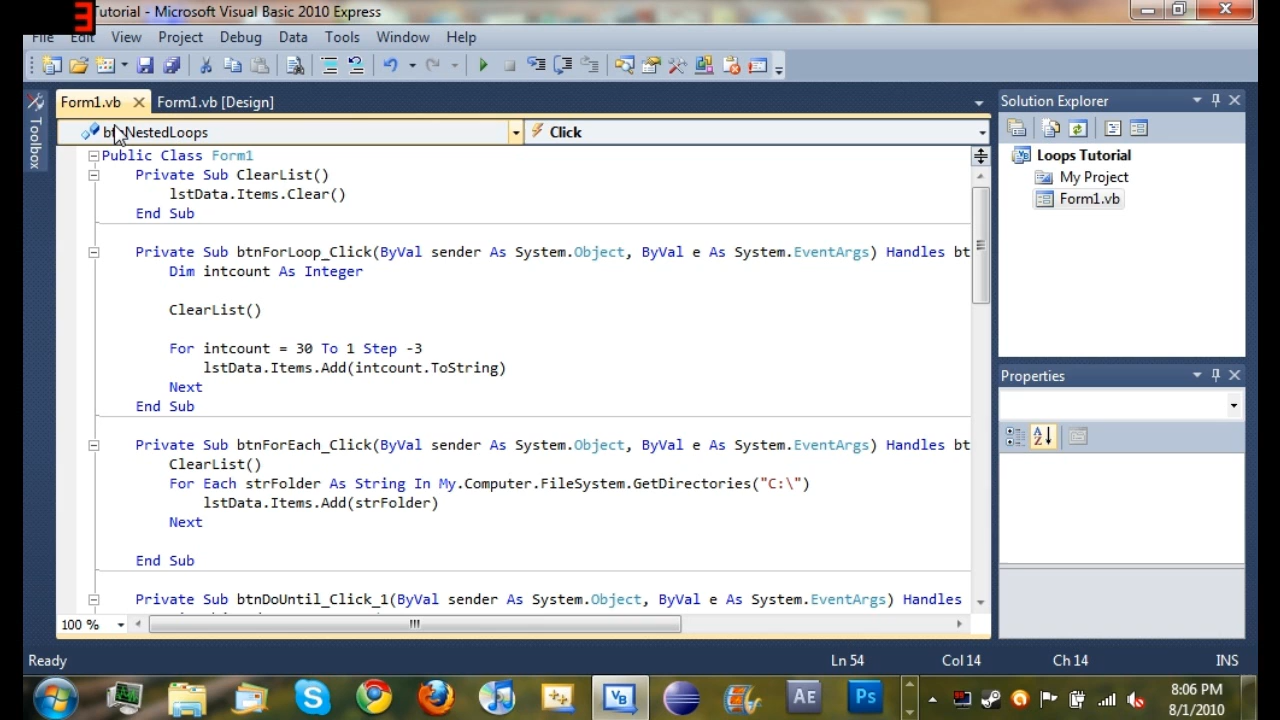 3
Tutorial - Microsoft Visual Basic 2010 Express
File Edit View Project Debug Data Tools Window Help
Form1.vb Form1.vb [Design]
Toolbox
Click
Public Class Form1
Private Sub ClearList()
lstData.Items.Clear()
End Sub
Private Sub btnForLoop_Click(ByVal sender As System.Object, ByVal e As System.EventArgs) Handles bt
Dim intcount As Integer
ClearList()
For intcount = 30 To 1 Step -3
lstData.Items.Add(intcount.ToString)
Next
End Sub
Private Sub btnForEach_Click(ByVal sender As System.Object, ByVal e As System.EventArgs) Handles bt
ClearList()
For Each strFolder As String In My.Computer.FileSystem.GetDirectories("C:\")
lstData.Items.Add(strFolder)
Next
End Sub
Private Sub btnDoUntil_Click_1(ByVal sender As System.Object, ByVal e As System.EventArgs) Handles
100 %
Solution Explorer
Loops Tutorial
My Project
Form1.vb
Properties
Ready
Ln 54
Col 14
Ch 14
INS
VB
AE
Ps
8:06 PM
8/1/2010